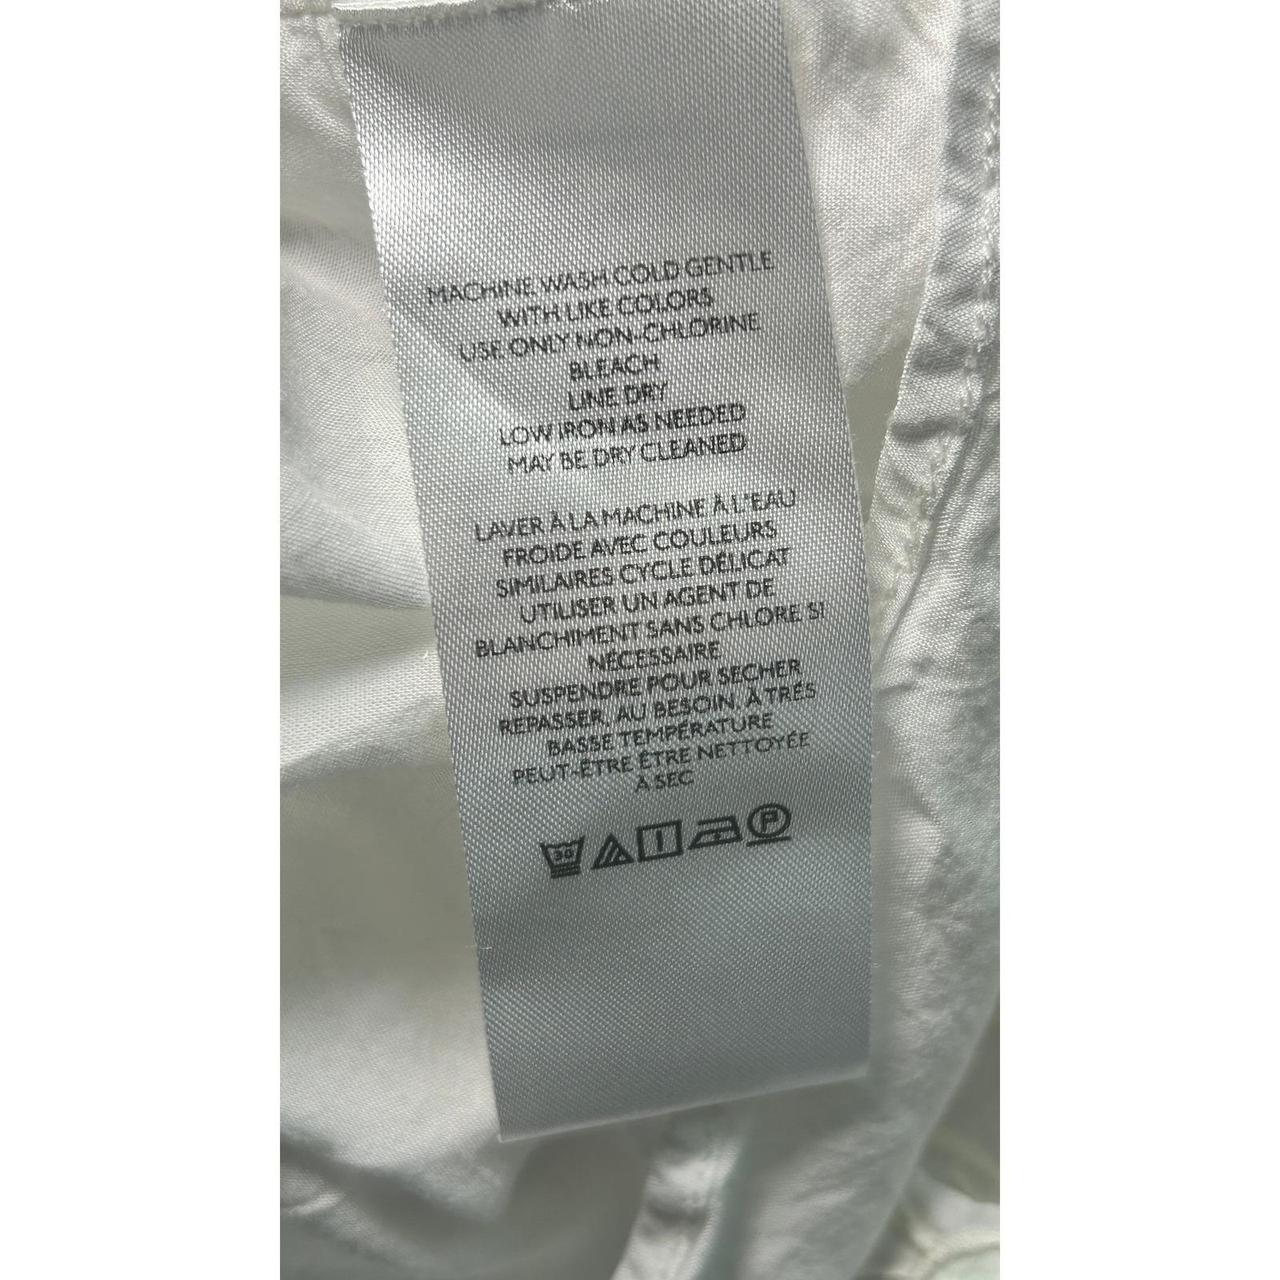 MACHINE WASH COLD GENTLE
WITH LIKE COLORS
USE ONLY NON-CHLORINE
BLEACH
LINE DRY
LOW IRON AS NEEDED
MAY BE DRY CLEANED
LAVER À LA MACHINE À L'EAU
FROIDE AVEC COULEURS
SIMILAIRES CYCLE DÉLICAT
UTILISER UN AGENT DE
BLANCHIMENT SANS CHLORE SI
NÉCESSAIRE
SUSPENDRE POUR SECHER
REPASSER, AU BESOIN, À TRÉS
BASSE TEMPÉRATURE
PEUT-ÊTRE ÊTRE NETTOYÉE
À SEC
30 P